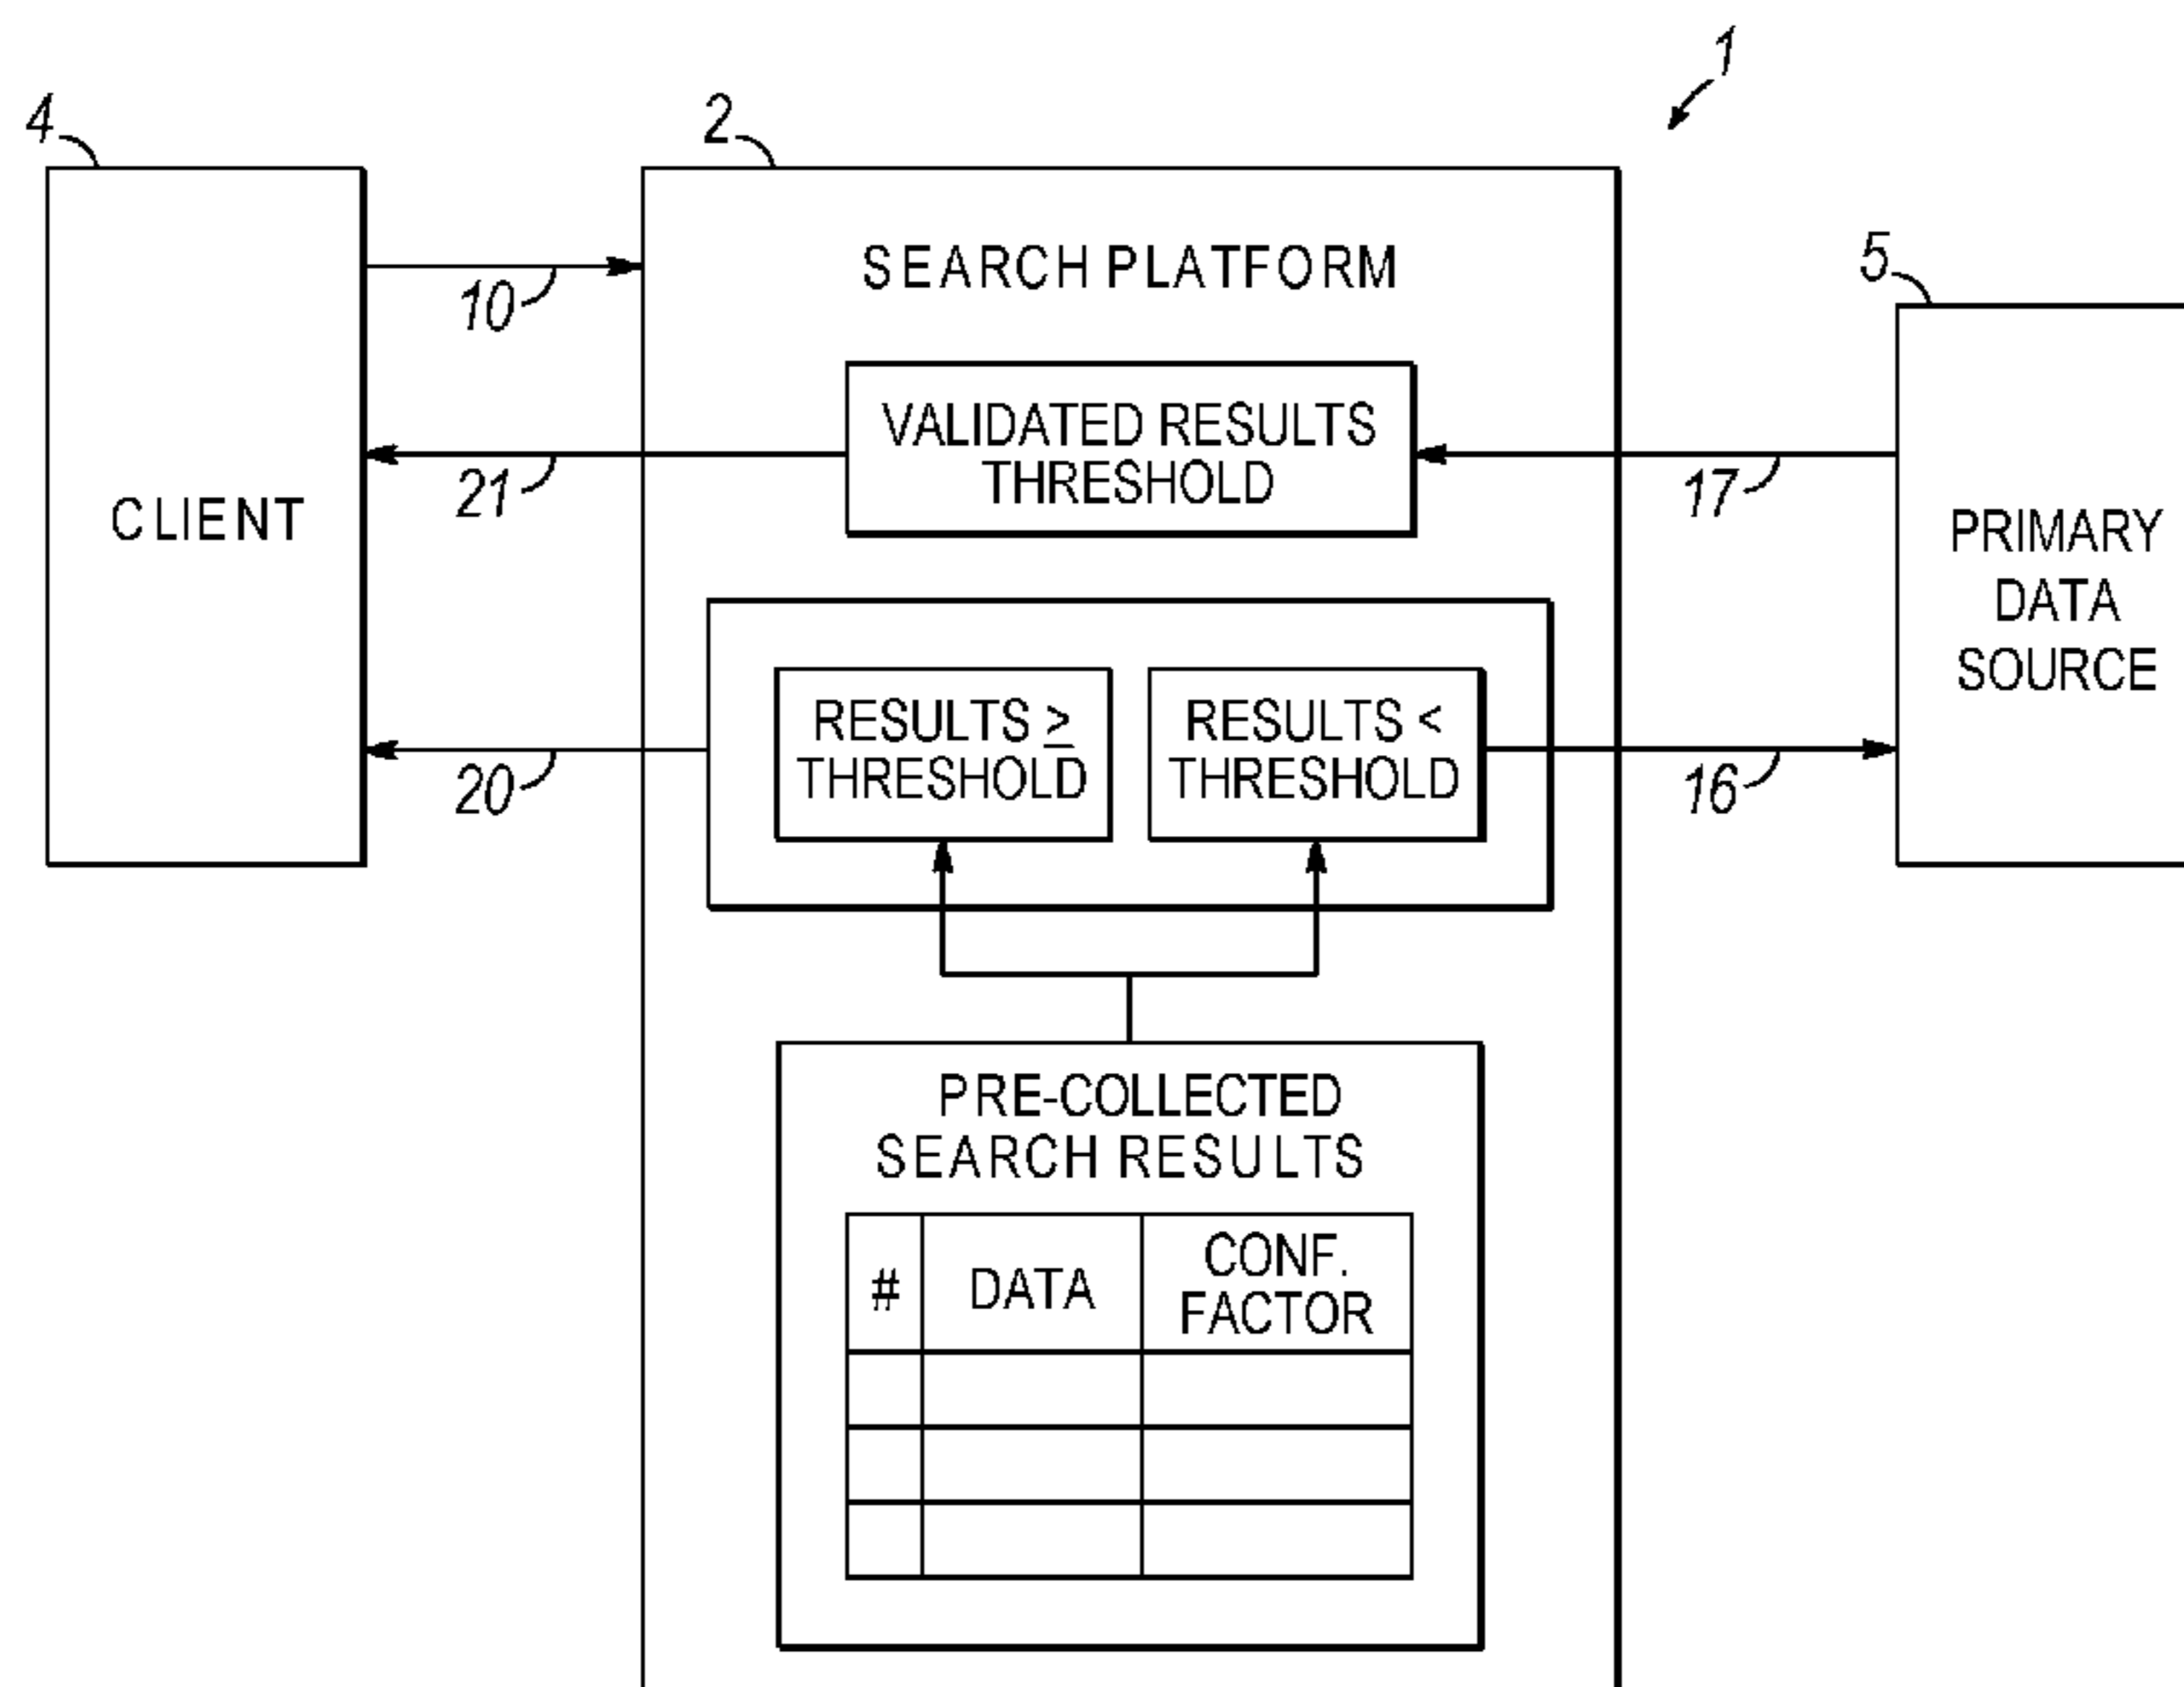 1
4
2
SEARCH PLATFORM
10
5
VALIDATED RESULTS
THRESHOLD
21
17
CLIENT
PRIMARY
DATA
SOURCE
RESULTS ≥
THRESHOLD
RESULTS <
THRESHOLD
20
16
PRE-COLLECTED
SEARCH RESULTS
#
DATA
CONF.
FACTOR